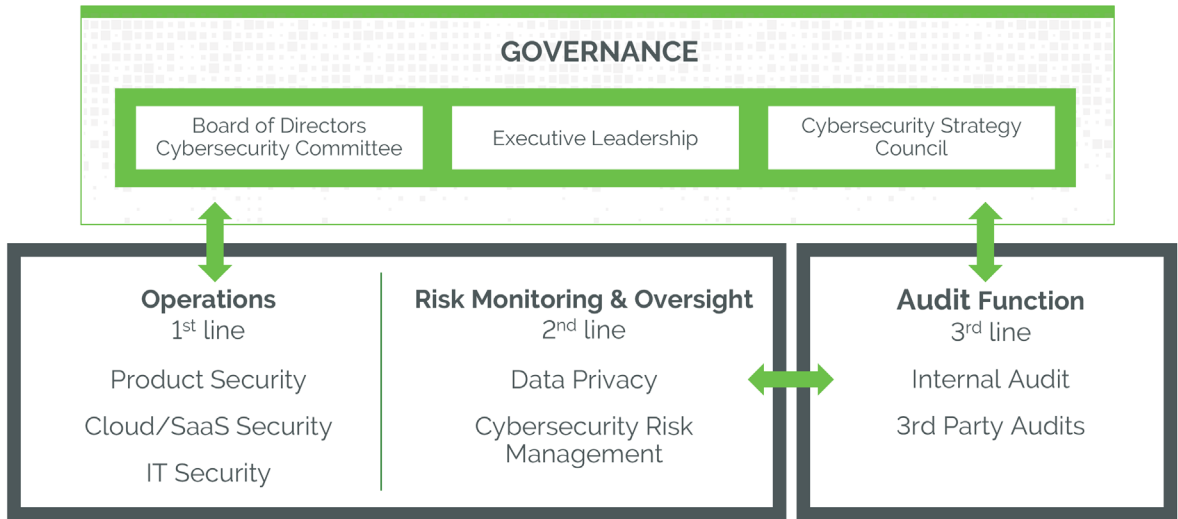 GOVERNANCE
Board of Directors
Cybersecurity Committee
Executive Leadership
Cybersecurity Strategy
Council
Operations
1st line
Product Security
Cloud/SaaS Security
IT Security
Risk Monitoring & Oversight
2nd line
Data Privacy
Cybersecurity Risk
Management
Audit Function
3rd line
Internal Audit
3rd Party Audits